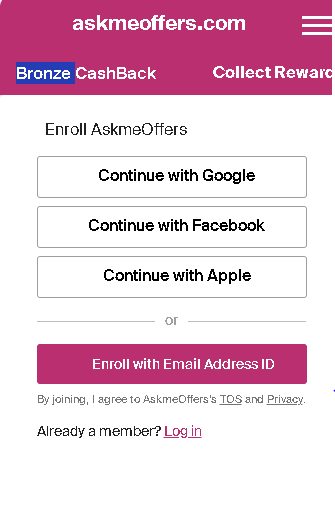 askmeoffers.com
Bronze CashBack Collect Reward
Enroll AskmeOffers
Continue with Google
Continue with Facebook
Continue with Apple
or
Enroll with Email Address ID
By joining, I agree to AskmeOffers's TOS and Privacy.
Already a member? Log in